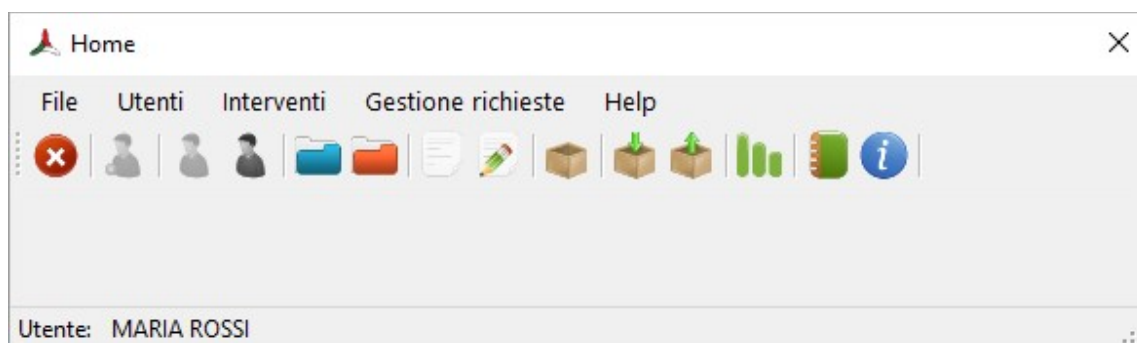 Home
File Utenti Interventi Gestione richieste Help
Utente: MARIA ROSSI